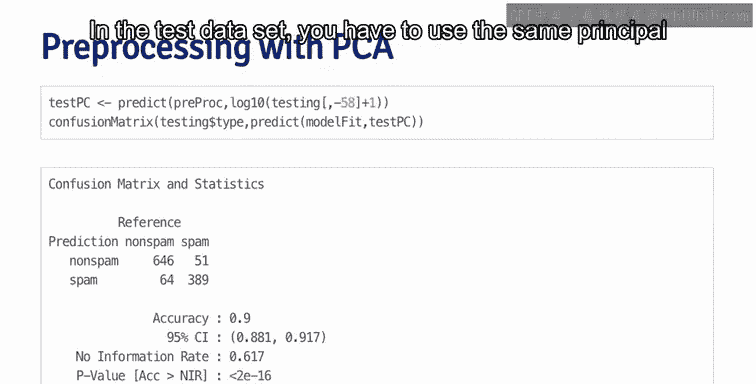 In the test data set, you have to use the same principal
Preprocessing with PCA
testPC <- predict(preProc,log10(testing[,-58]+1))
confusionMatrix(testing$type,predict(modelFit,testPC))
Confusion Matrix and Statistics
Reference
Prediction nonspam spam
nonspam 646 51
spam 64 389
Accuracy : 0.9
95% CI : (0.881, 0.917)
No Information Rate : 0.617
P-Value [Acc > NIR] : <2e-16